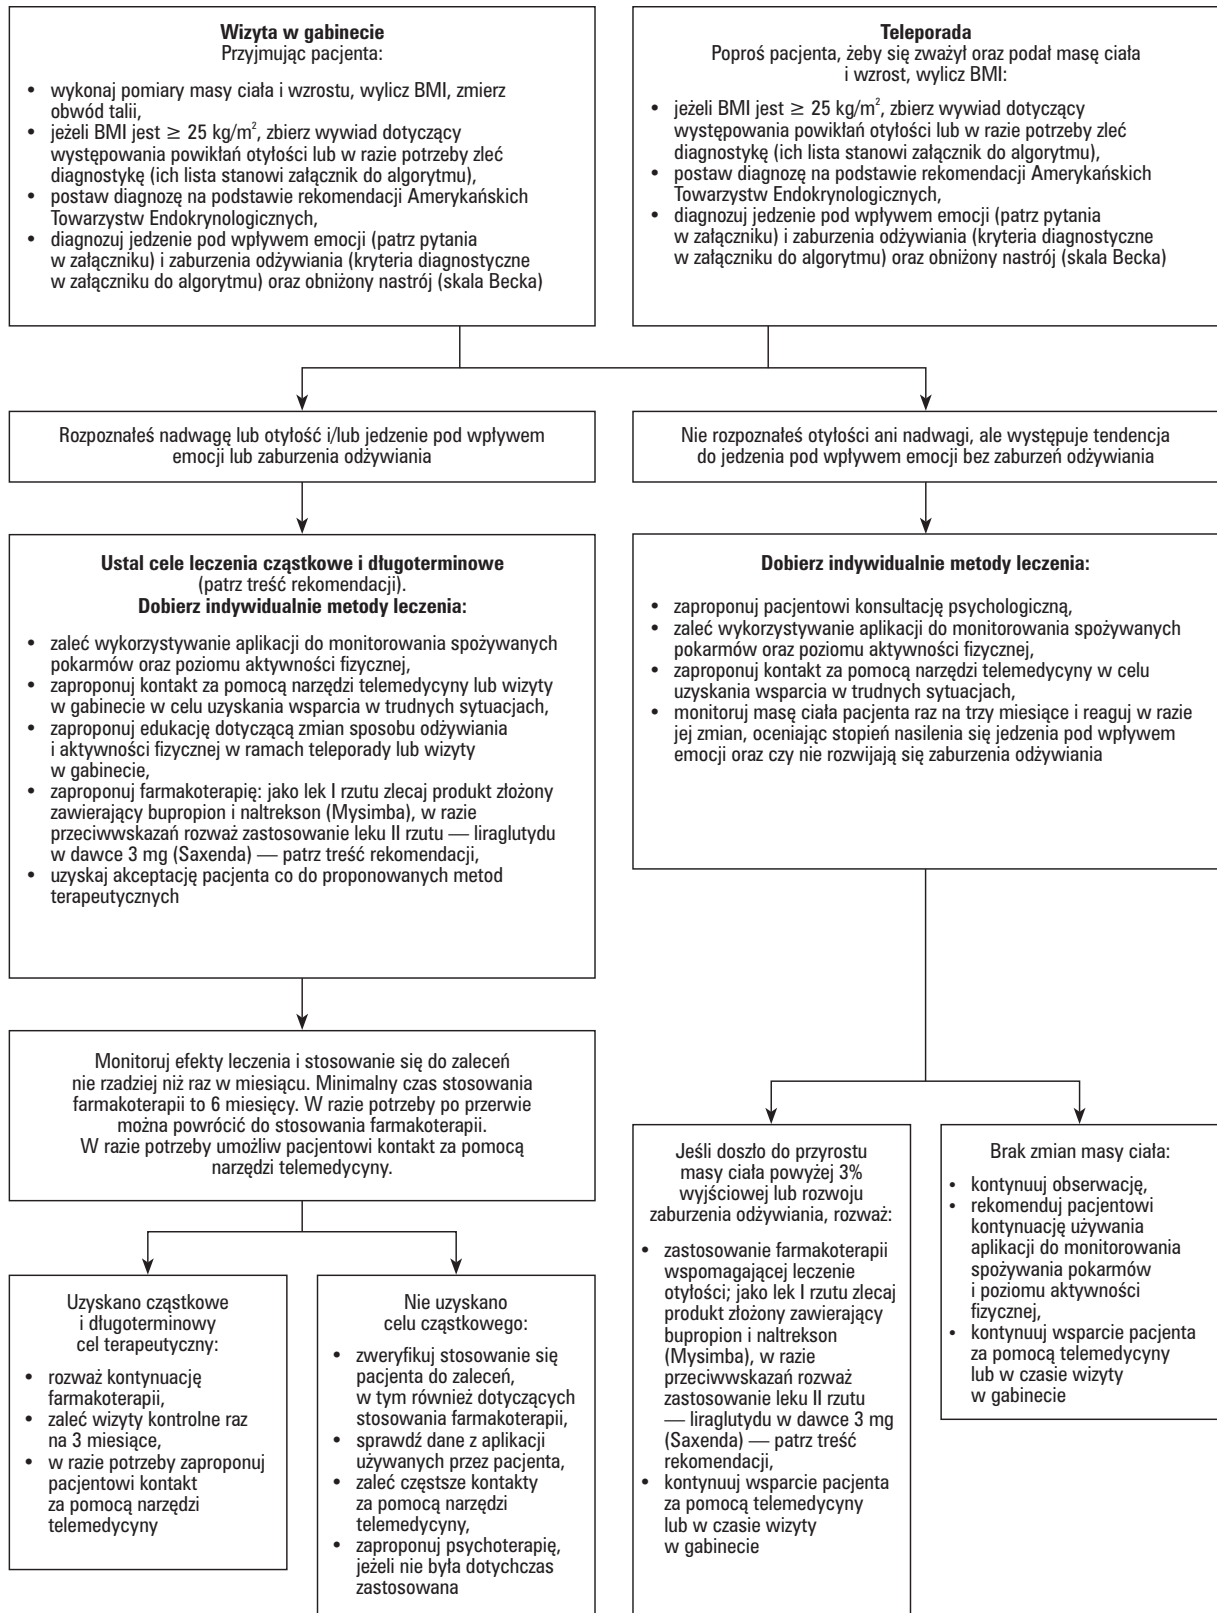 Wizyta w gabinecie
Przyjmując pacjenta:
• wykonaj pomiary masy ciała i wzrostu, wylicz BMI, zmierz
obwód talii,
• jeżeli BMI jest ≥ 25 kg/m², zbierz wywiad dotyczący
występowania powikłań otyłości lub w razie potrzeby zleć
diagnostykę (ich lista stanowi załącznik do algorytmu),
• postaw diagnozę na podstawie rekomendacji Amerykańskich
Towarzystw Endokrynologicznych,
• diagnozuj jedzenie pod wpływem emocji (patrz pytania
w załączniku) i zaburzenia odżywiania (kryteria diagnostyczne
w załączniku do algorytmu) oraz obniżony nastrój (skala Becka)
Teleporada
Poproś pacjenta, żeby się zważył oraz podał masę ciała
i wzrost, wylicz BMI:
• jeżeli BMI jest ≥ 25 kg/m², zbierz wywiad dotyczący
występowania powikłań otyłości lub w razie potrzeby zleć
diagnostykę (ich lista stanowi załącznik do algorytmu),
• postaw diagnozę na podstawie rekomendacji Amerykańskich
Towarzystw Endokrynologicznych,
• diagnozuj jedzenie pod wpływem emocji (patrz pytania
w załączniku) i zaburzenia odżywiania (kryteria diagnostyczne
w załączniku do algorytmu) oraz obniżony nastrój (skala Becka)
Rozpoznałeś nadwagę lub otyłość i/lub jedzenie pod wpływem
emocji lub zaburzenia odżywiania
Nie rozpoznałeś otyłości ani nadwagi, ale występuje tendencja
do jedzenia pod wpływem emocji bez zaburzeń odżywiania
Ustal cele leczenia cząstkowe i długoterminowe
(patrz treść rekomendacji).
Dobierz indywidualnie metody leczenia:
• zaleć wykorzystywanie aplikacji do monitorowania spożywanych
pokarmów oraz poziomu aktywności fizycznej,
• zaproponuj kontakt za pomocą narzędzi telemedycyny lub wizyty
w gabinecie w celu uzyskania wsparcia w trudnych sytuacjach,
• zaproponuj edukację dotyczącą zmian sposobu odżywiania
i aktywności fizycznej w ramach teleporady lub wizyty
w gabinecie,
• zaproponuj farmakoterapię: jako lek I rzutu zlecaj produkt złożony
zawierający bupropion i naltrekson (Mysimba), w razie
przeciwwskazań rozważ zastosowanie leku II rzutu — liraglutydu
w dawce 3 mg (Saxenda) — patrz treść rekomendacji,
• uzyskaj akceptację pacjenta co do proponowanych metod
terapeutycznych
Dobierz indywidualnie metody leczenia:
• zaproponuj pacjentowi konsultację psychologiczną,
• zaleć wykorzystywanie aplikacji do monitorowania spożywanych
pokarmów oraz poziomu aktywności fizycznej,
• zaproponuj kontakt za pomocą narzędzi telemedycyny w celu
uzyskania wsparcia w trudnych sytuacjach,
• monitoruj masę ciała pacjenta raz na trzy miesiące i reaguj w razie
jej zmian, oceniając stopień nasilenia się jedzenia pod wpływem
emocji oraz czy nie rozwijają się zaburzenia odżywiania
Monitoruj efekty leczenia i stosowanie się do zaleceń
nie rzadziej niż raz w miesiącu. Minimalny czas stosowania
farmakoterapii to 6 miesięcy. W razie potrzeby po przerwie
można powrócić do stosowania farmakoterapii.
W razie potrzeby umożliw pacjentowi kontakt za pomocą
narzędzi telemedycyny.
Uzyskano cząstkowe
i długoterminowy
cel terapeutyczny:
• rozważ kontynuację
farmakoterapii,
• zaleć wizyty kontrolne raz
na 3 miesiące,
• w razie potrzeby zaproponuj
pacjentowi kontakt
za pomocą narzędzi
telemedycyny
Nie uzyskano
celu cząstkowego:
• zweryfikuj stosowanie się
pacjenta do zaleceń,
w tym również dotyczących
stosowania farmakoterapii,
• sprawdź dane z aplikacji
używanych przez pacjenta,
• zaleć częstsze kontakty
za pomocą narzędzi
telemedycyny,
• zaproponuj psychoterapię,
jeżeli nie była dotychczas
zastosowana
Jeśli doszło do przyrostu
masy ciała powyżej 3%
wyjściowej lub rozwoju
zaburzenia odżywiania, rozważ:
• zastosowanie farmakoterapii
wspomagającej leczenie
otyłości; jako lek I rzutu zlecaj
produkt złożony zawierający
bupropion i naltrekson
(Mysimba), w razie
przeciwwskazań rozważ
zastosowanie leku II rzutu
— liraglutydu w dawce 3 mg
(Saxenda) — patrz treść
rekomendacji,
• kontynuuj wsparcie pacjenta
za pomocą telemedycyny
lub w czasie wizyty
w gabinecie
Brak zmian masy ciała:
• kontynuuj obserwację,
• rekomenduj pacjentowi
kontynuację używania
aplikacji do monitorowania
spożywania pokarmów
i poziomu aktywności
fizycznej,
• kontynuuj wsparcie pacjenta
za pomocą telemedycyny
lub w czasie wizyty
w gabinecie